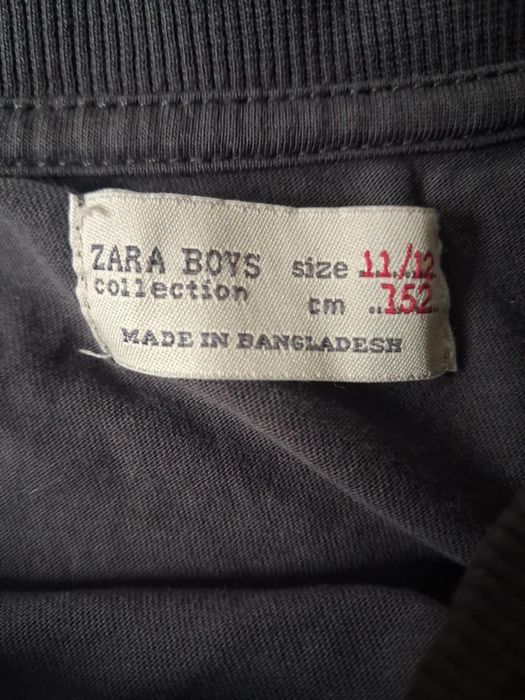 ZARA BOYS size 11/12
collection cm 152
MADE IN BANGLADESH